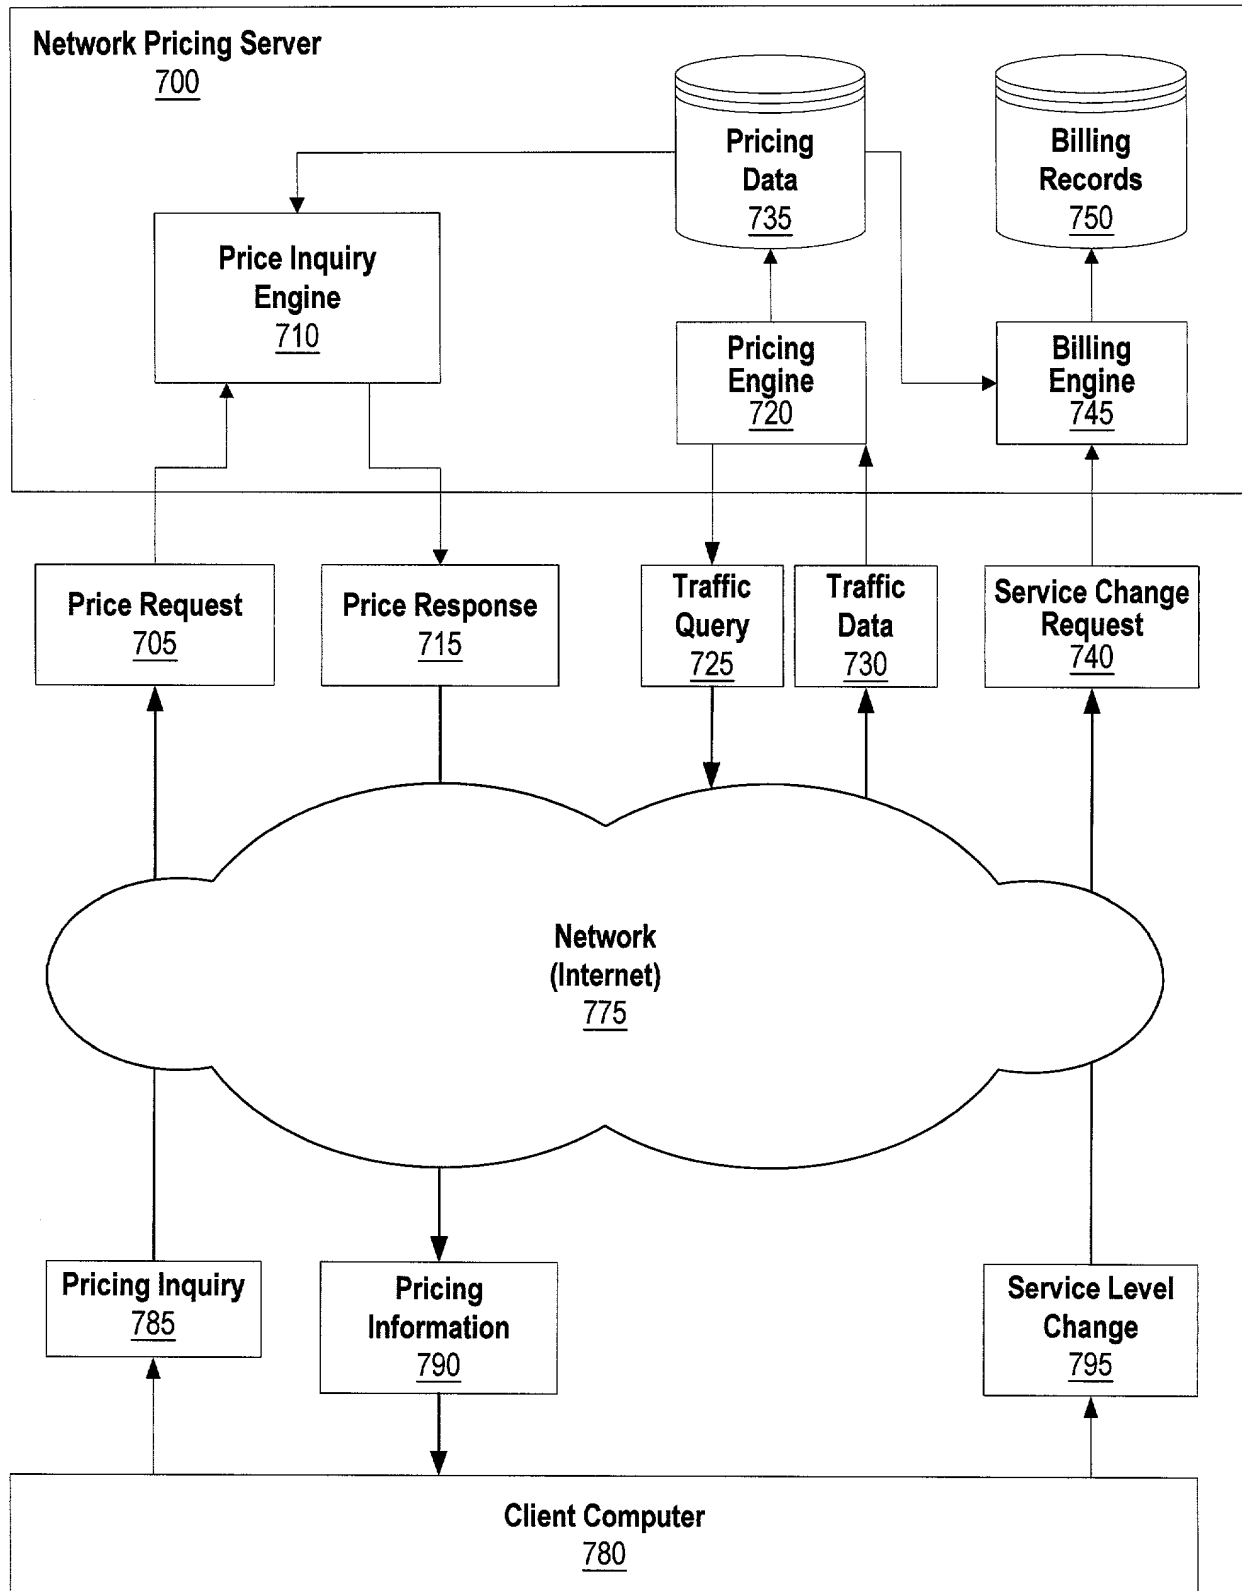 Network Pricing Server
700
Pricing
Data
735
Billing
Records
750
Price Inquiry
Engine
710
Pricing
Engine
720
Billing
Engine
745
Price Request
705
Price Response
715
Traffic
Query
725
Traffic
Data
730
Service Change
Request
740
Network
(Internet)
775
Pricing Inquiry
785
Pricing
Information
790
Service Level
Change
795
Client Computer
780